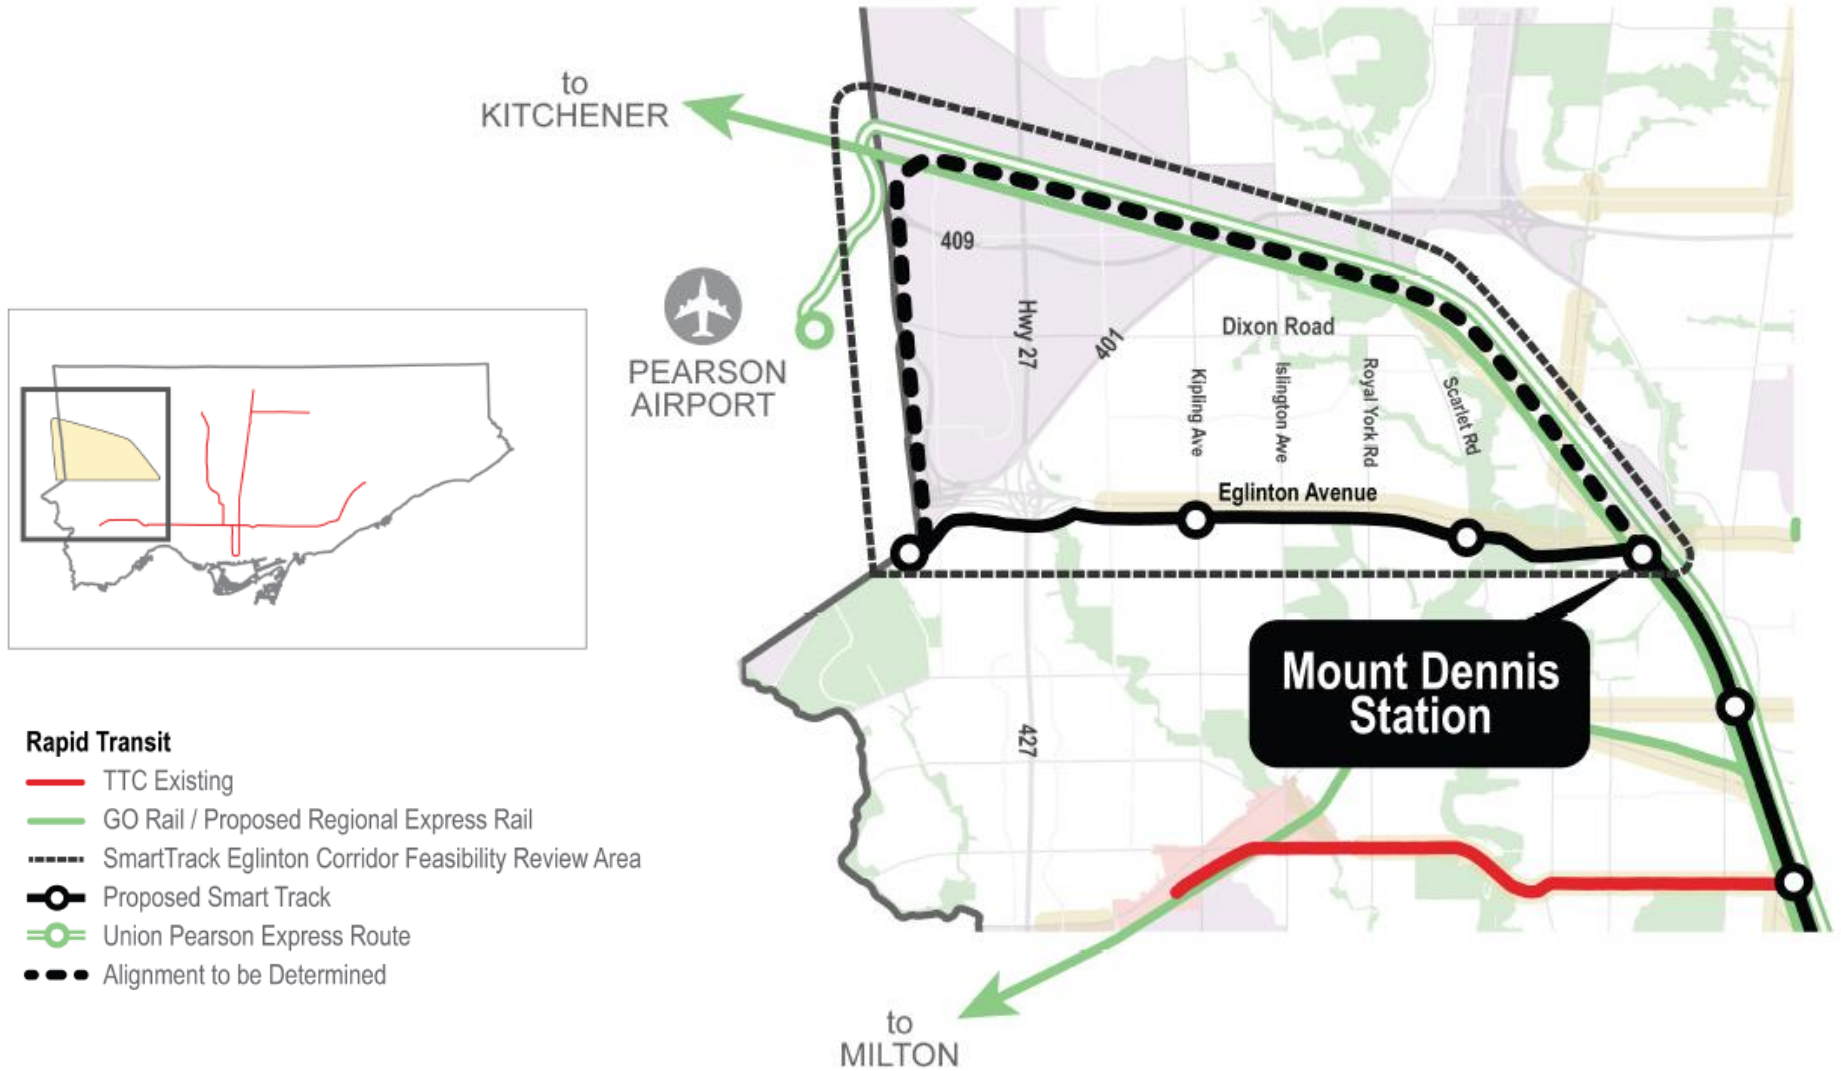 to
KITCHENER
PEARSON
AIRPORT
409
Hwy 27
401
Dixon Road
Kipling Ave
Islington Ave
Royal York Rd
Scarlet Rd
Eglinton Avenue
Mount Dennis
Station
427
Rapid Transit
TTC Existing
GO Rail / Proposed Regional Express Rail
SmartTrack Eglinton Corridor Feasibility Review Area
Proposed Smart Track
Union Pearson Express Route
Alignment to be Determined
to
MILTON